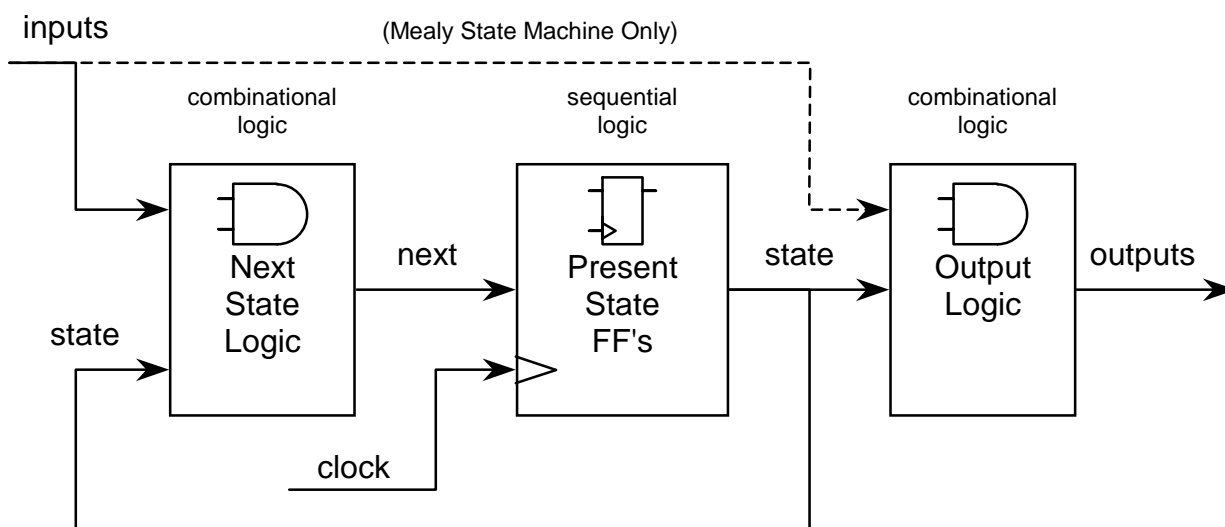 inputs
(Mealy State Machine Only)
combinational
logic
sequential
logic
combinational
logic
Next
State
Logic
next
Present
State
FF's
state
Output
Logic
outputs
state
clock